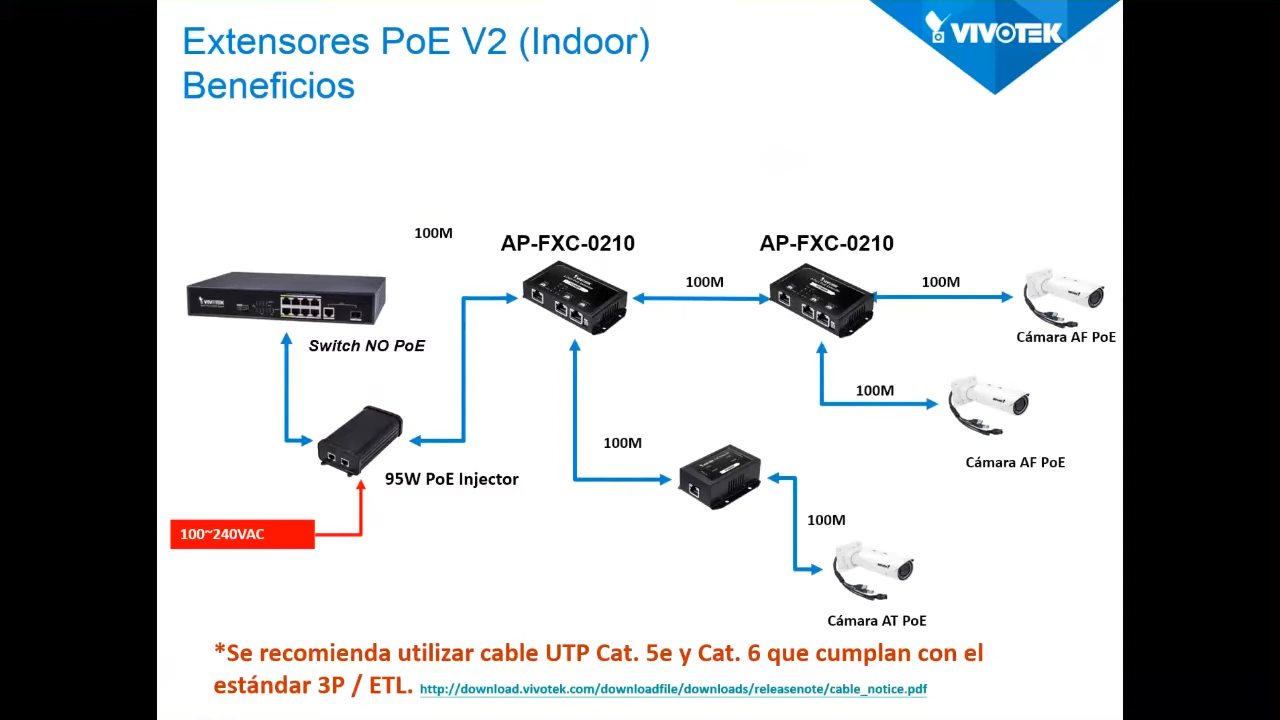 Extensores PoE V2 (Indoor)
Beneficios
VIVOTEK
100M
AP-FXC-0210
AP-FXC-0210
100M
100M
VIVOTEK
Switch NO PoE
Cámara AF PoE
100M
100M
Cámara AF PoE
95W PoE Injector
100~240VAC
100M
Cámara AT PoE
*Se recomienda utilizar cable UTP Cat. 5e y Cat. 6 que cumplan con el
estándar 3P / ETL. http://download.vivotek.com/downloadfile/downloads/releasenote/cable_notice.pdf